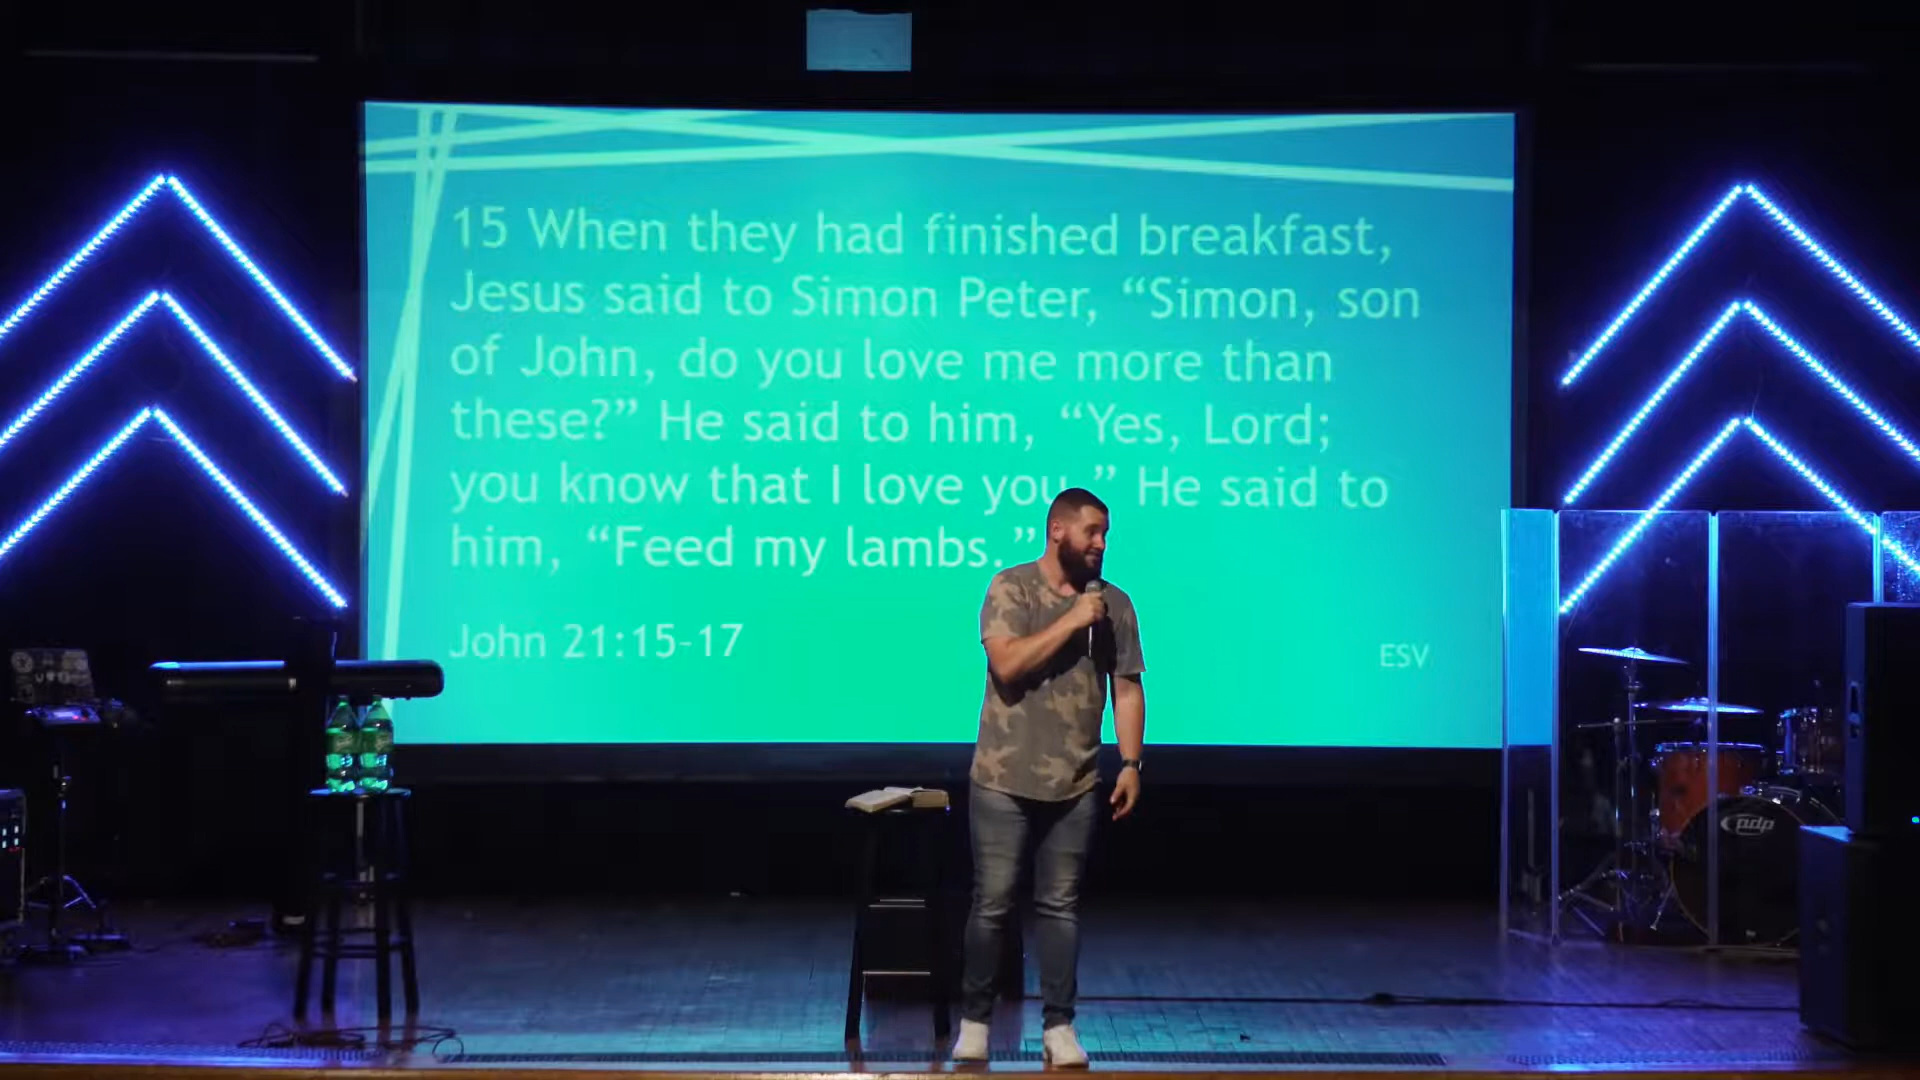 15 When they had finished breakfast,
Jesus said to Simon Peter, “Simon, son
of John, do you love me more than
these?” He said to him, “Yes, Lord;
you know that I love you.” He said to
him, “Feed my lambs.”
John 21:15-17
ESV
pdp